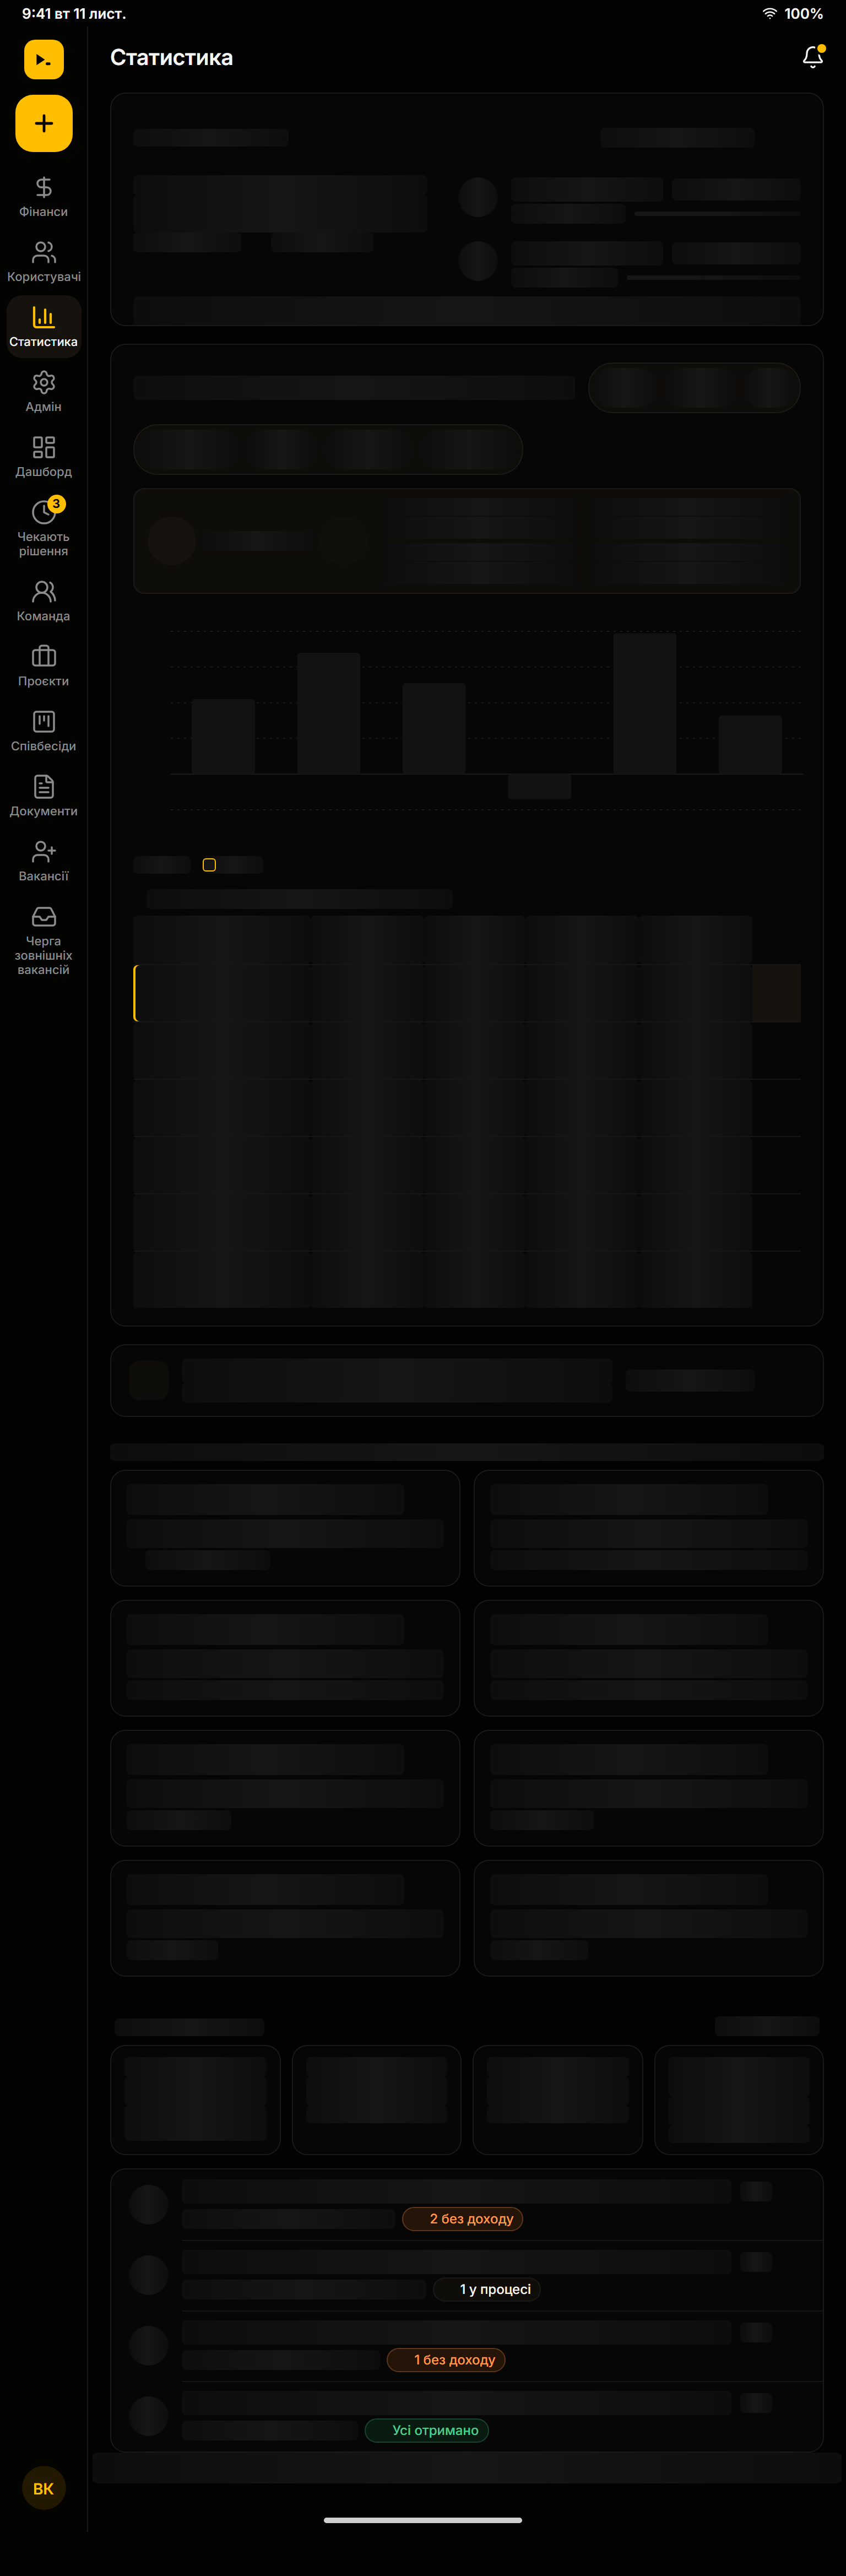 9:41 вт 11 лист.
100%
Статистика
Фінанси
Користувачі
Статистика
Адмін
Дашборд
3
Чекають
рішення
Команда
Проєкти
Співбесіди
Документи
Вакансії
Черга
зовнішніх
вакансій
2 без доходу
1 у процесі
1 без доходу
Усі отримано
ВК